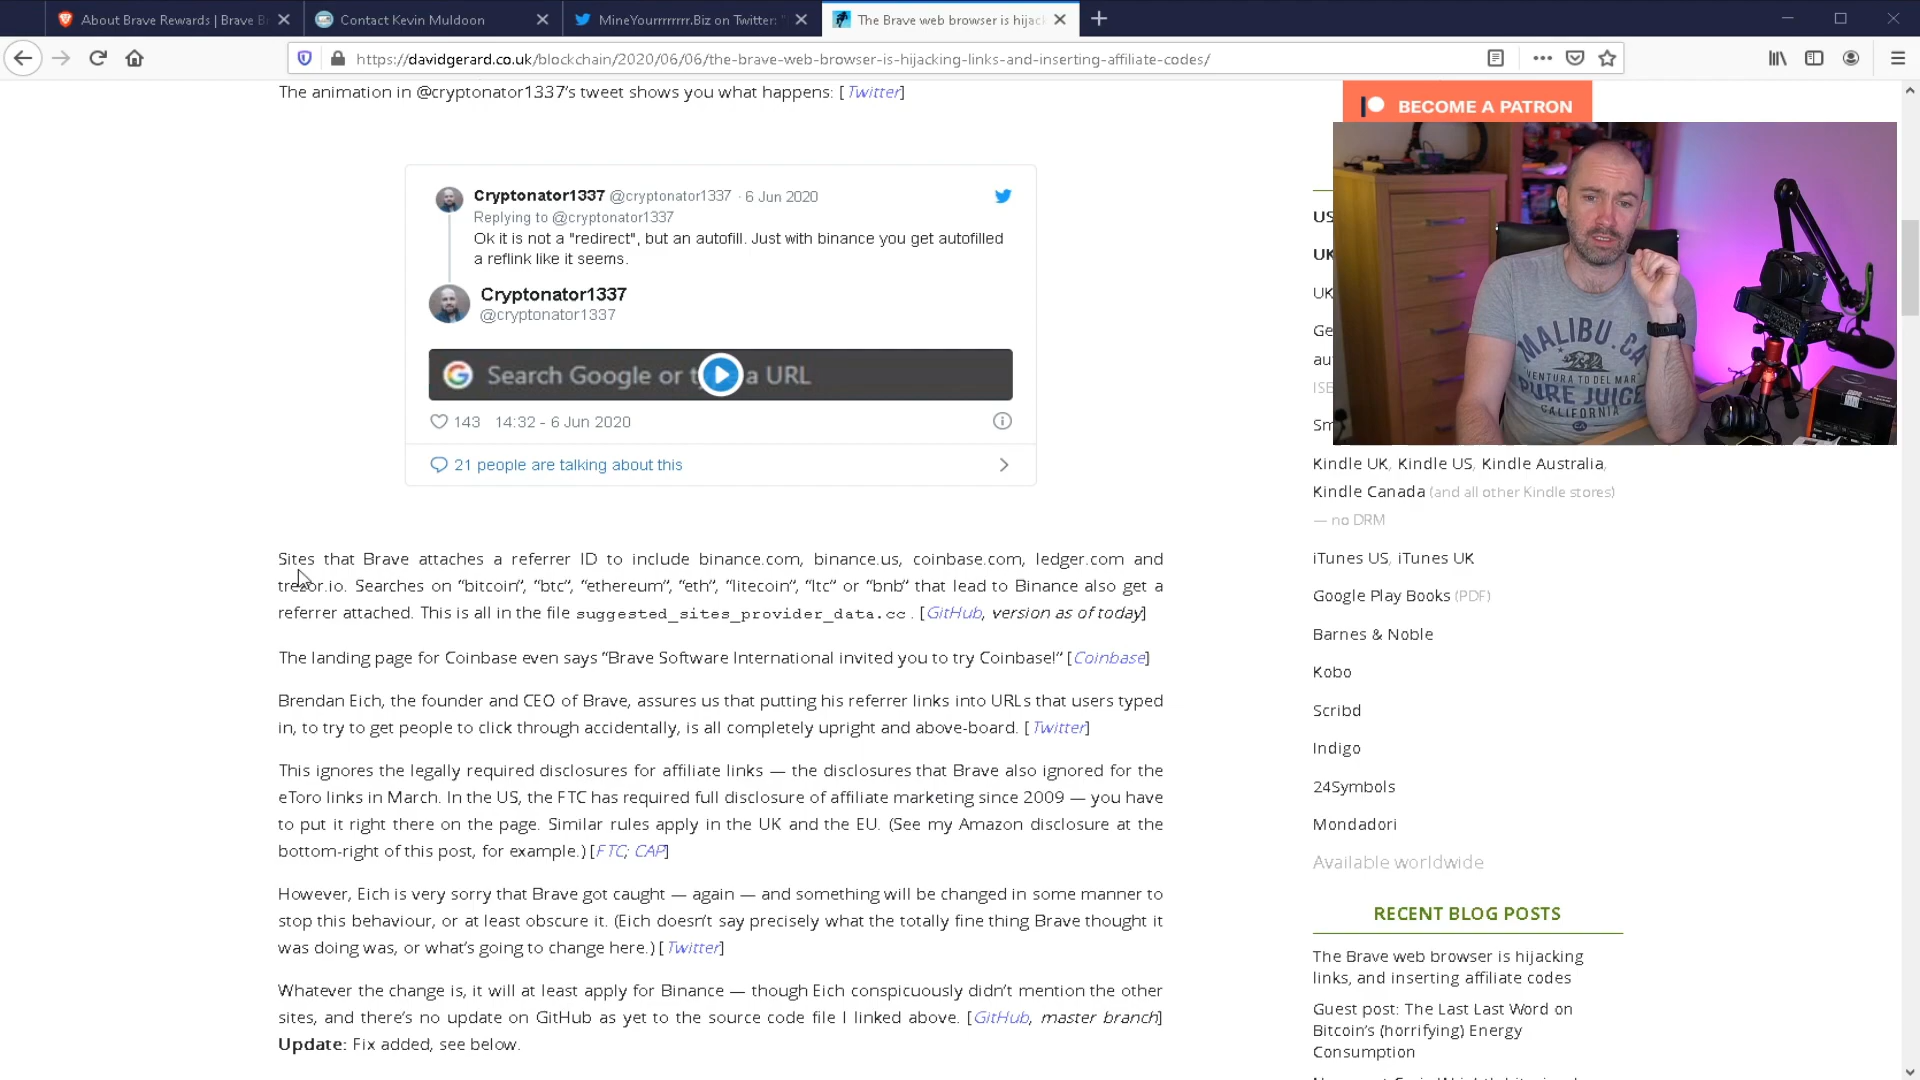 About Brave Rewards | Brave B
Contact Kevin Muldoon
MineYourrrrrrr.Biz on Twitter: "
The Brave web browser is hijac
https://davidgerard.co.uk/blockchain/2020/06/06/the-brave-web-browser-is-hijacking-links-and-inserting-affiliate-codes/
The animation in @cryptonator1337's tweet shows you what happens: [Twitter]
BECOME A PATRON
Cryptonator1337 @cryptonator1337 · 6 Jun 2020
Replying to @cryptonator1337
Ok it is not a "redirect", but an autofill. Just with binance you get autofilled
a reflink like it seems.
Cryptonator1337
@cryptonator1337
Search Google or t a URL
143 14:32 - 6 Jun 2020
21 people are talking about this
Sites that Brave attaches a referrer ID to include binance.com, binance.us, coinbase.com, ledger.com and
trezor.io. Searches on "bitcoin", "btc", "ethereum", "eth", "litecoin", "ltc" or "bnb" that lead to Binance also get a
referrer attached. This is all in the file suggested_sites_provider_data.cc. [GitHub, version as of today]
The landing page for Coinbase even says "Brave Software International invited you to try Coinbase!" [Coinbase]
Brendan Eich, the founder and CEO of Brave, assures us that putting his referrer links into URLs that users typed
in, to try to get people to click through accidentally, is all completely upright and above-board. [Twitter]
This ignores the legally required disclosures for affiliate links — the disclosures that Brave also ignored for the
eToro links in March. In the US, the FTC has required full disclosure of affiliate marketing since 2009 — you have
to put it right there on the page. Similar rules apply in the UK and the EU. (See my Amazon disclosure at the
bottom-right of this post, for example.) [FTC; CAP]
However, Eich is very sorry that Brave got caught — again — and something will be changed in some manner to
stop this behaviour, or at least obscure it. (Eich doesn't say precisely what the totally fine thing Brave thought it
was doing was, or what's going to change here.) [Twitter]
Whatever the change is, it will at least apply for Binance — though Eich conspicuously didn't mention the other
sites, and there's no update on GitHub as yet to the source code file I linked above. [GitHub, master branch]
Update: Fix added, see below.
US
UK
UK
Ge
au
ISB
Sm
MALIBU.CA
VENTURA TO DEL MAR
PURE JUICE
CALIFORNIA
CA
Kindle UK, Kindle US, Kindle Australia,
Kindle Canada (and all other Kindle stores)
— no DRM
iTunes US, iTunes UK
Google Play Books (PDF)
Barnes & Noble
Kobo
Scribd
Indigo
24Symbols
Mondadori
Available worldwide
RECENT BLOG POSTS
The Brave web browser is hijacking
links, and inserting affiliate codes
Guest post: The Last Last Word on
Bitcoin's (horrifying) Energy
Consumption